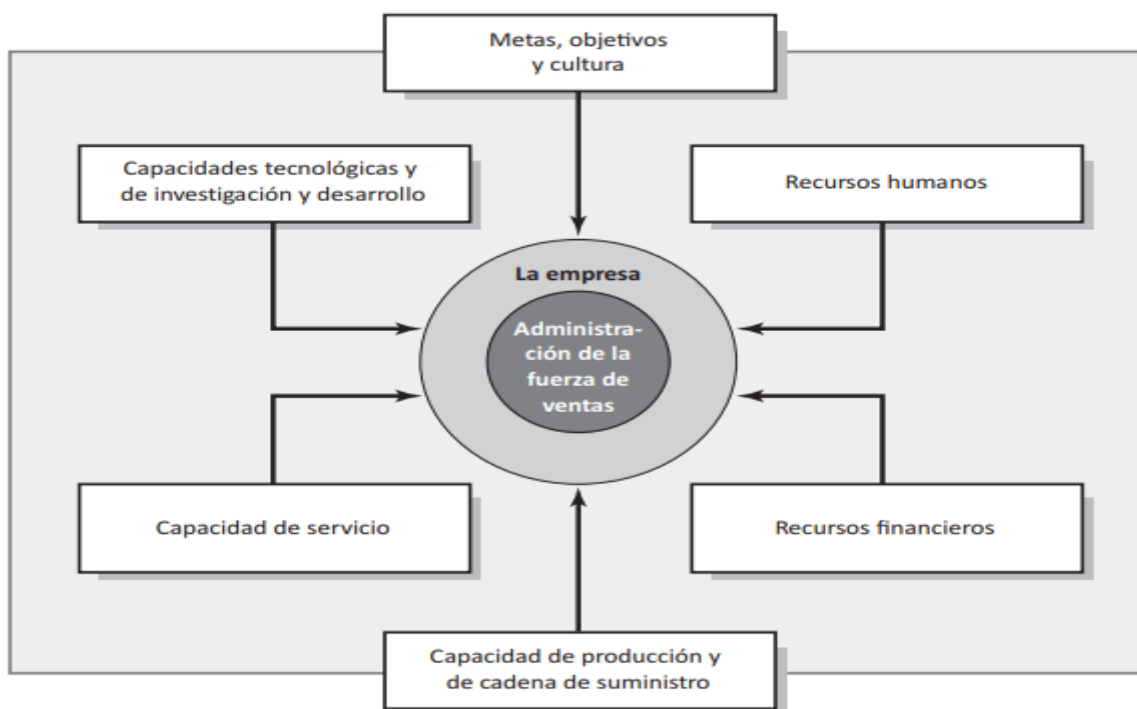 Metas, objetivos
y cultura
Capacidades tecnológicas y
de investigación y desarrollo
Recursos humanos
La empresa
Administra-
ción de la
fuerza de
ventas
Capacidad de servicio
Recursos financieros
Capacidad de producción y
de cadena de suministro